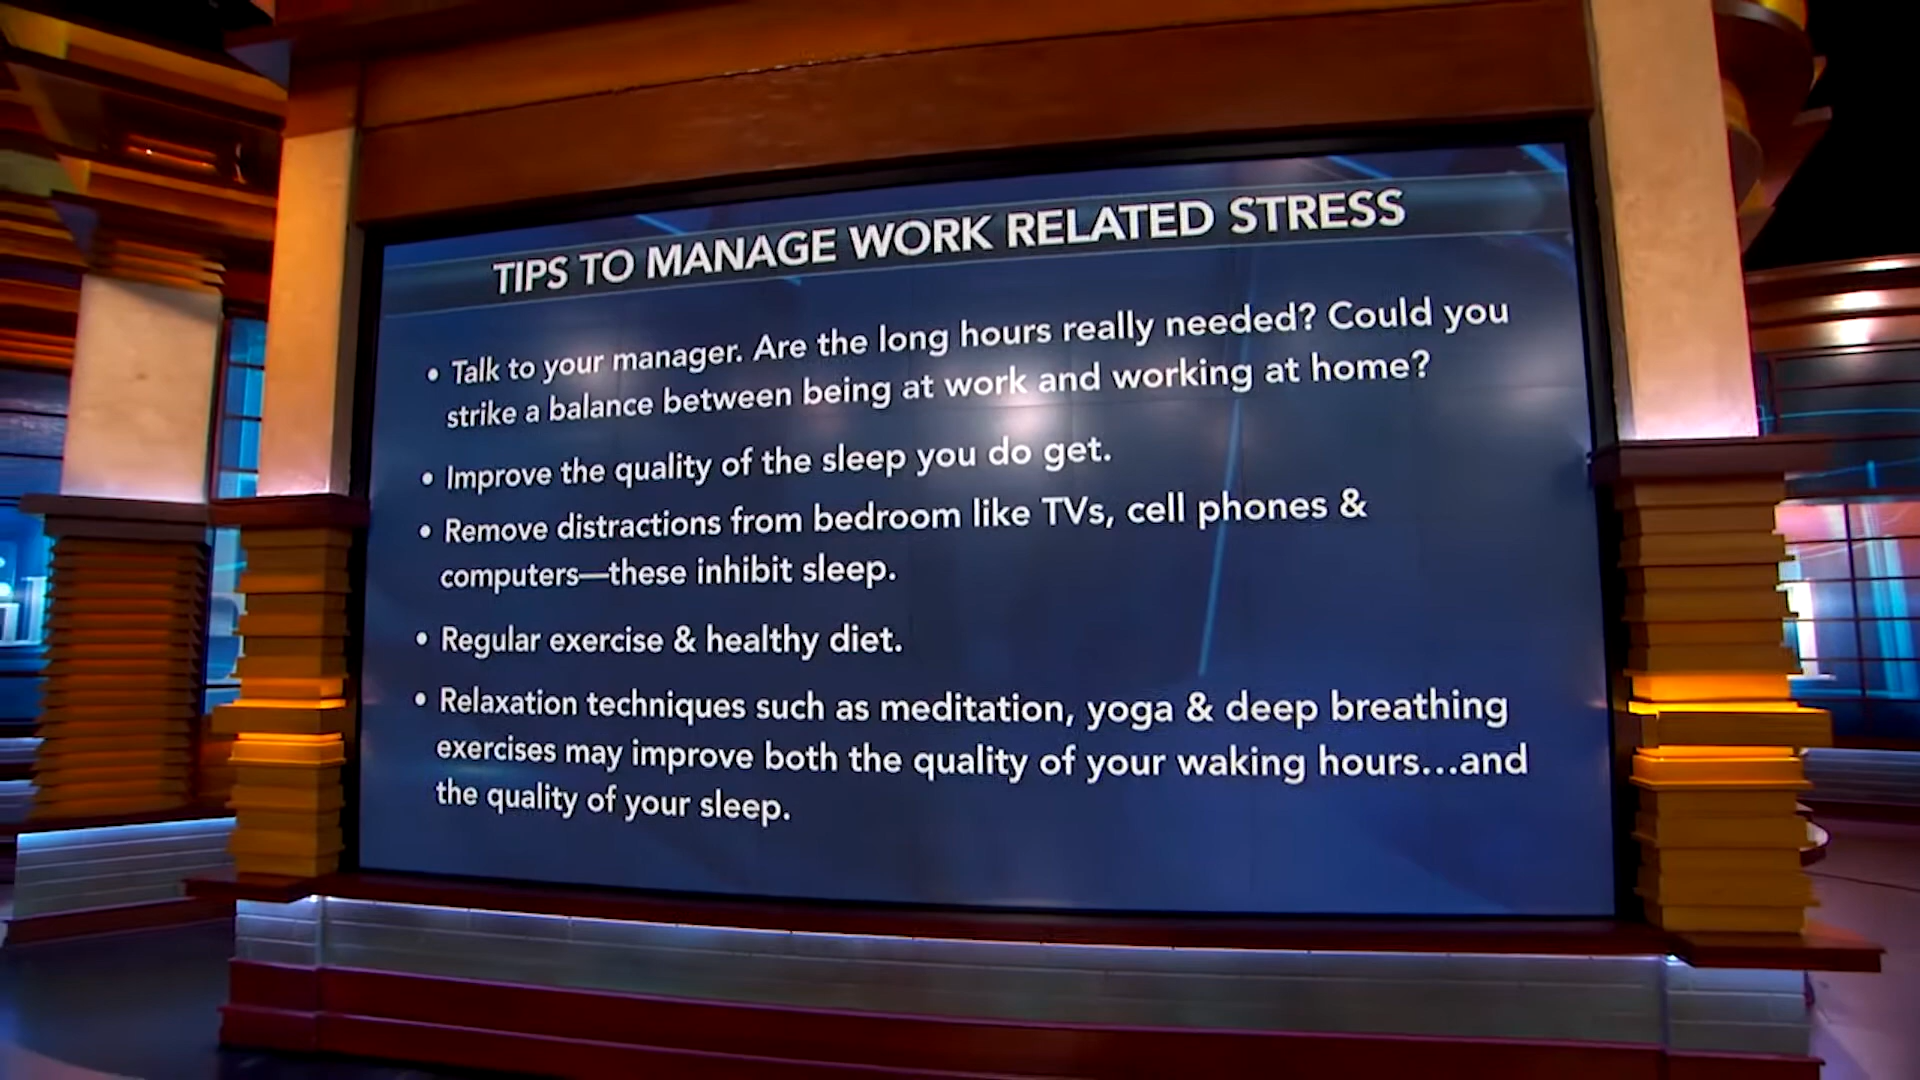 TIPS TO MANAGE WORK RELATED STRESS
• Talk to your manager. Are the long hours really needed? Could you
strike a balance between being at work and working at home?
• Improve the quality of the sleep you do get.
• Remove distractions from bedroom like TVs, cell phones &
computers—these inhibit sleep.
• Regular exercise & healthy diet.
• Relaxation techniques such as meditation, yoga & deep breathing
exercises may improve both the quality of your waking hours...and
the quality of your sleep.